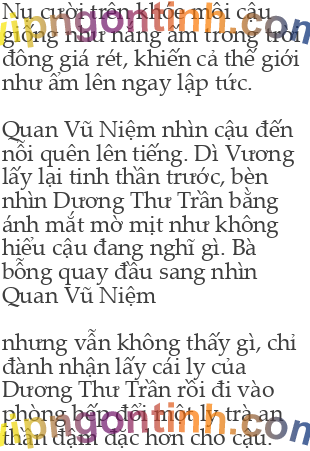 Nụ cười trên khóe môi cậu
giống như nắng ấm trong trời
đông giá rét, khiến cả thế giới
như ấm lên ngay lập tức.
Quan Vũ Niệm nhìn cậu đến
nỗi quên lên tiếng. Dì Vương
lấy lại tinh thần trước, bèn
nhìn Dương Thư Trần bằng
ánh mắt mờ mịt như không
hiểu cậu đang nghĩ gì. Bà
bỗng quay đầu sang nhìn
Quan Vũ Niệm
nhưng vẫn không thấy gì, chỉ
đành nhận lấy cái ly của
Dương Thư Trần rồi đi vào
phòng bếp đổi một ly trà an
thần đậm đặc hơn cho cậu.
vipngontinh.com
vipngontinh.com